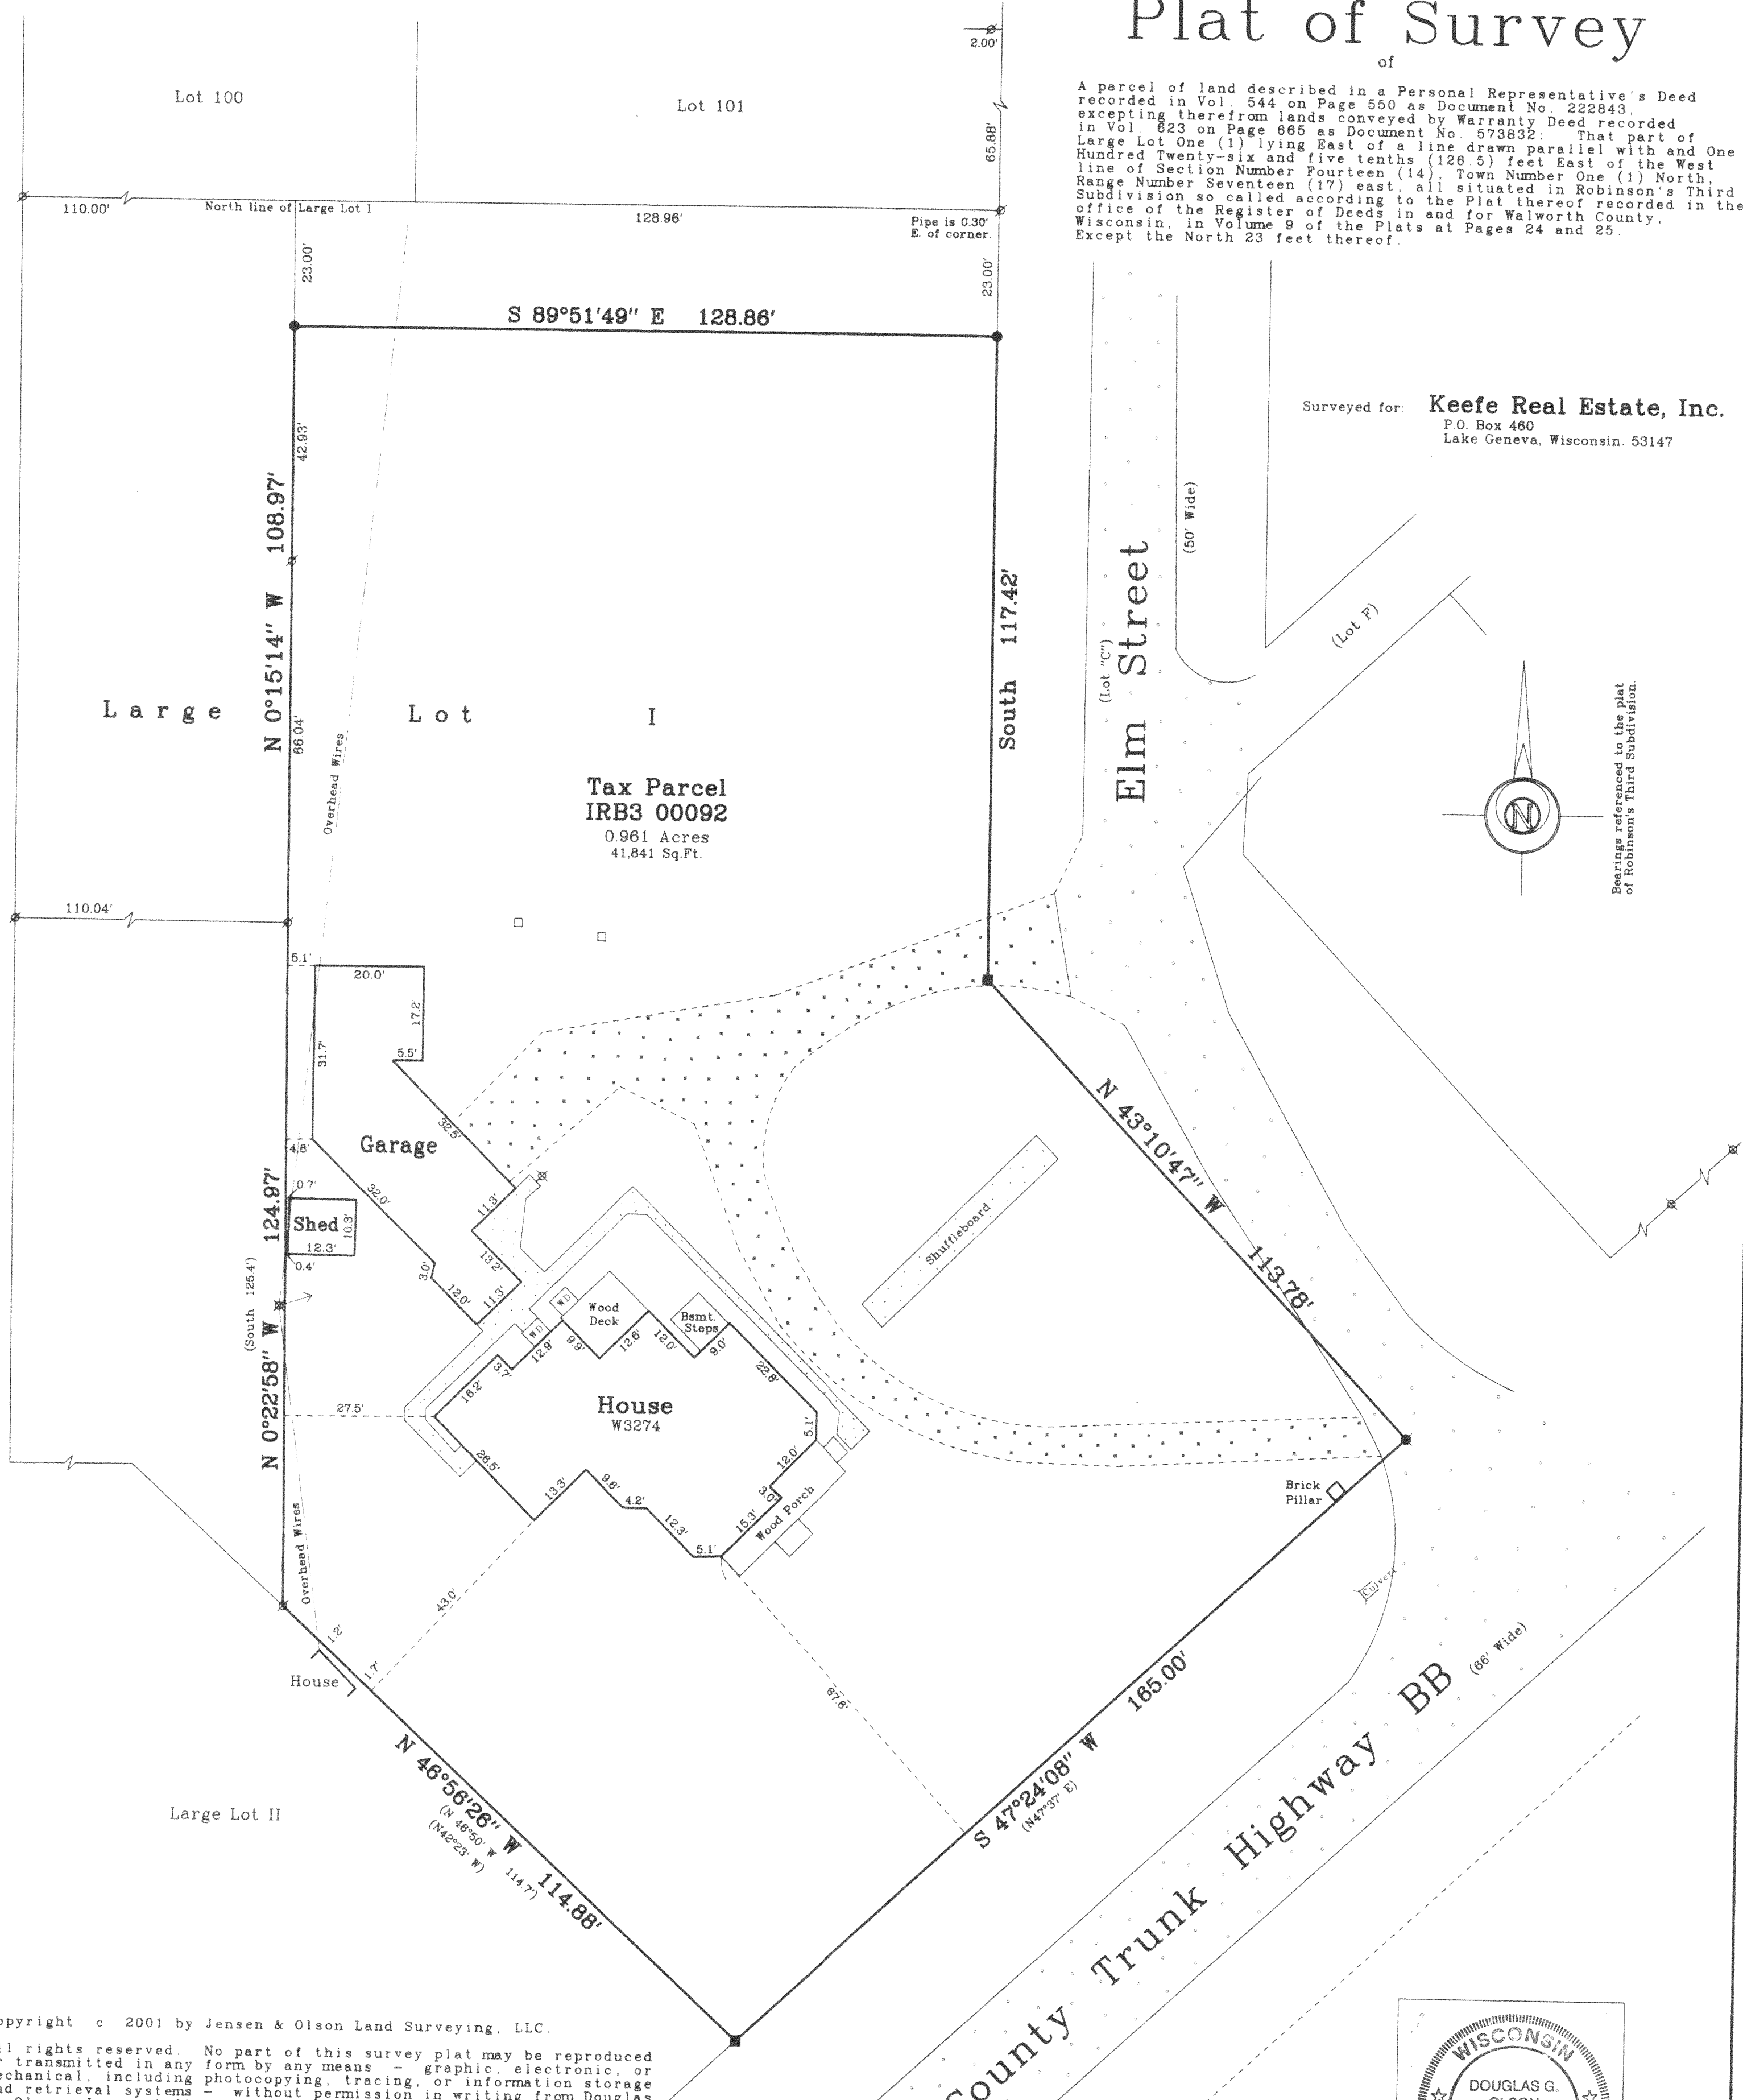 Plat of Survey
of
A parcel of land described in a Personal Representative's Deed
recorded in Vol. 544 on Page 550 as Document No. 222843,
excepting therefrom lands conveyed by Warranty Deed recorded
in Vol. 623 on Page 665 as Document No. 573832: That part of
Large Lot One (1) lying East of a line drawn parallel with and One
Hundred Twenty-six and five tenths (126.5) feet East of the West
line of Section Number Fourteen (14), Town Number One (1) North,
Range Number Seventeen (17) east, all situated in Robinson's Third
Subdivision so called according to the Plat thereof recorded in the
office of the Register of Deeds in and for Walworth County,
Wisconsin, in Volume 9 of the Plats at Pages 24 and 25.
Except the North 23 feet thereof.
2.00'
Lot 100
Lot 101
65.88'
110.00'
North line of Large Lot I
128.96'
Pipe is 0.30'
E. of corner.
23.00'
23.00'
S 89°51'49" E 128.86'
Surveyed for: Keefe Real Estate, Inc.
P.O. Box 460
Lake Geneva, Wisconsin. 53147
42.93'
N 0°15'14" W 108.97'
66.04'
South 117.42'
Elm Street
(50' Wide)
(Lot "C")
(Lot F)
Large Lot I
Overhead Wires
Tax Parcel
IRB3 00092
0.961 Acres
41,841 Sq.Ft.
N
Bearings referenced to the plat
of Robinson's Third Subdivision.
110.04'
5.1'
20.0'
17.2'
5.5'
31.7'
32.5'
Garage
4.8'
32.0'
11.3'
13.2'
11.3'
12.0'
3.0'
0.7'
Shed
10.3'
12.3'
0.4'
N 0°22'58" W 124.97'
(South 125.4')
N 43°10'47" W 113.78'
Shuffleboard
WD
WD
Wood
Deck
Bsmt.
Steps
12.9'
9.9'
12.6'
12.0'
9.0'
3.7'
16.2'
22.8'
House
W3274
27.5'
26.5'
13.3'
9.6'
4.2'
12.3'
5.1'
15.3'
3.0'
12.0'
5.1'
Wood Porch
Brick
Pillar
Culvert
Overhead Wires
43.0'
67.6'
1.2'
1.7'
House
N 46°56'26" W 114.88'
(N 46°50' W 114.7')
(N42°23' W)
S 47°24'08" W 165.00'
(N47°37' E)
Large Lot II
County Trunk Highway BB
(66' Wide)
opyright c 2001 by Jensen & Olson Land Surveying, LLC.
l rights reserved. No part of this survey plat may be reproduced
transmitted in any form by any means - graphic, electronic, or
echanical, including photocopying, tracing, or information storage
d retrieval systems - without permission in writing from Douglas
WISCONSIN
DOUGLAS G.